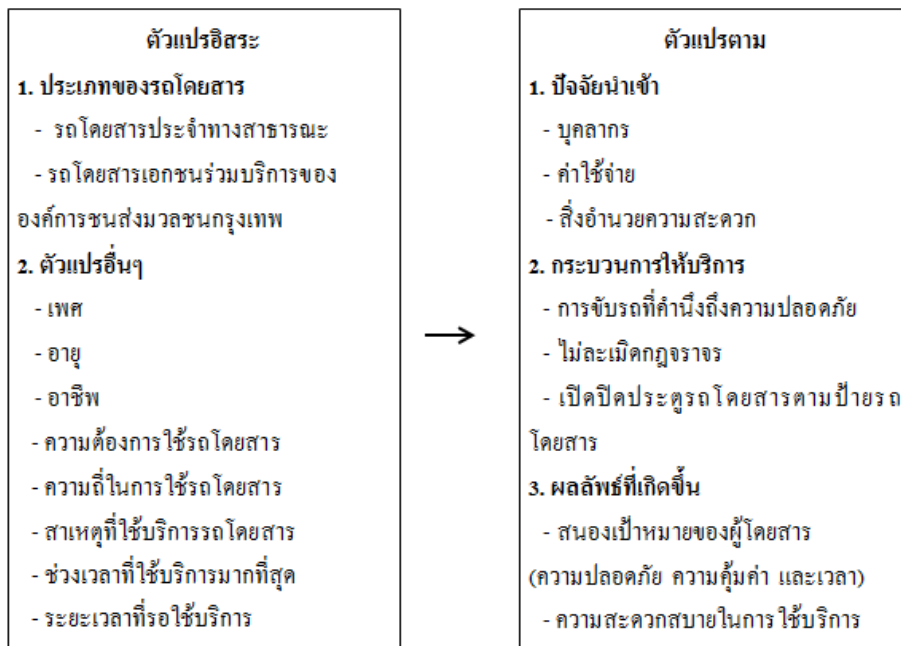 ตัวแปรอิสระ
1. ประเภทของรถโดยสาร
- รถโดยสารประจำทางสาธารณะ
- รถโดยสารเอกชนร่วมบริการของ
องค์การขนส่งมวลชนกรุงเทพ
2. ตัวแปรอื่นๆ
- เพศ
- อายุ
- อาชีพ
- ความต้องการใช้รถโดยสาร
- ความถี่ในการใช้รถโดยสาร
- สาเหตุที่ใช้บริการรถโดยสาร
- ช่วงเวลาที่ใช้บริการมากที่สุด
- ระยะเวลาที่รอใช้บริการ
ตัวแปรตาม
1. ปัจจัยนำเข้า
- บุคลากร
- ค่าใช้จ่าย
- สิ่งอำนวยความสะดวก
2. กระบวนการให้บริการ
- การขับรถที่คำนึงถึงความปลอดภัย
- ไม่ละเมิดกฎจราจร
- เปิดปิดประตูรถโดยสารตามป้ายรถ
โดยสาร
3. ผลลัพธ์ที่เกิดขึ้น
- สนองเป้าหมายของผู้โดยสาร
(ความปลอดภัย ความคุ้มค่า และเวลา)
- ความสะดวกสบายในการใช้บริการ